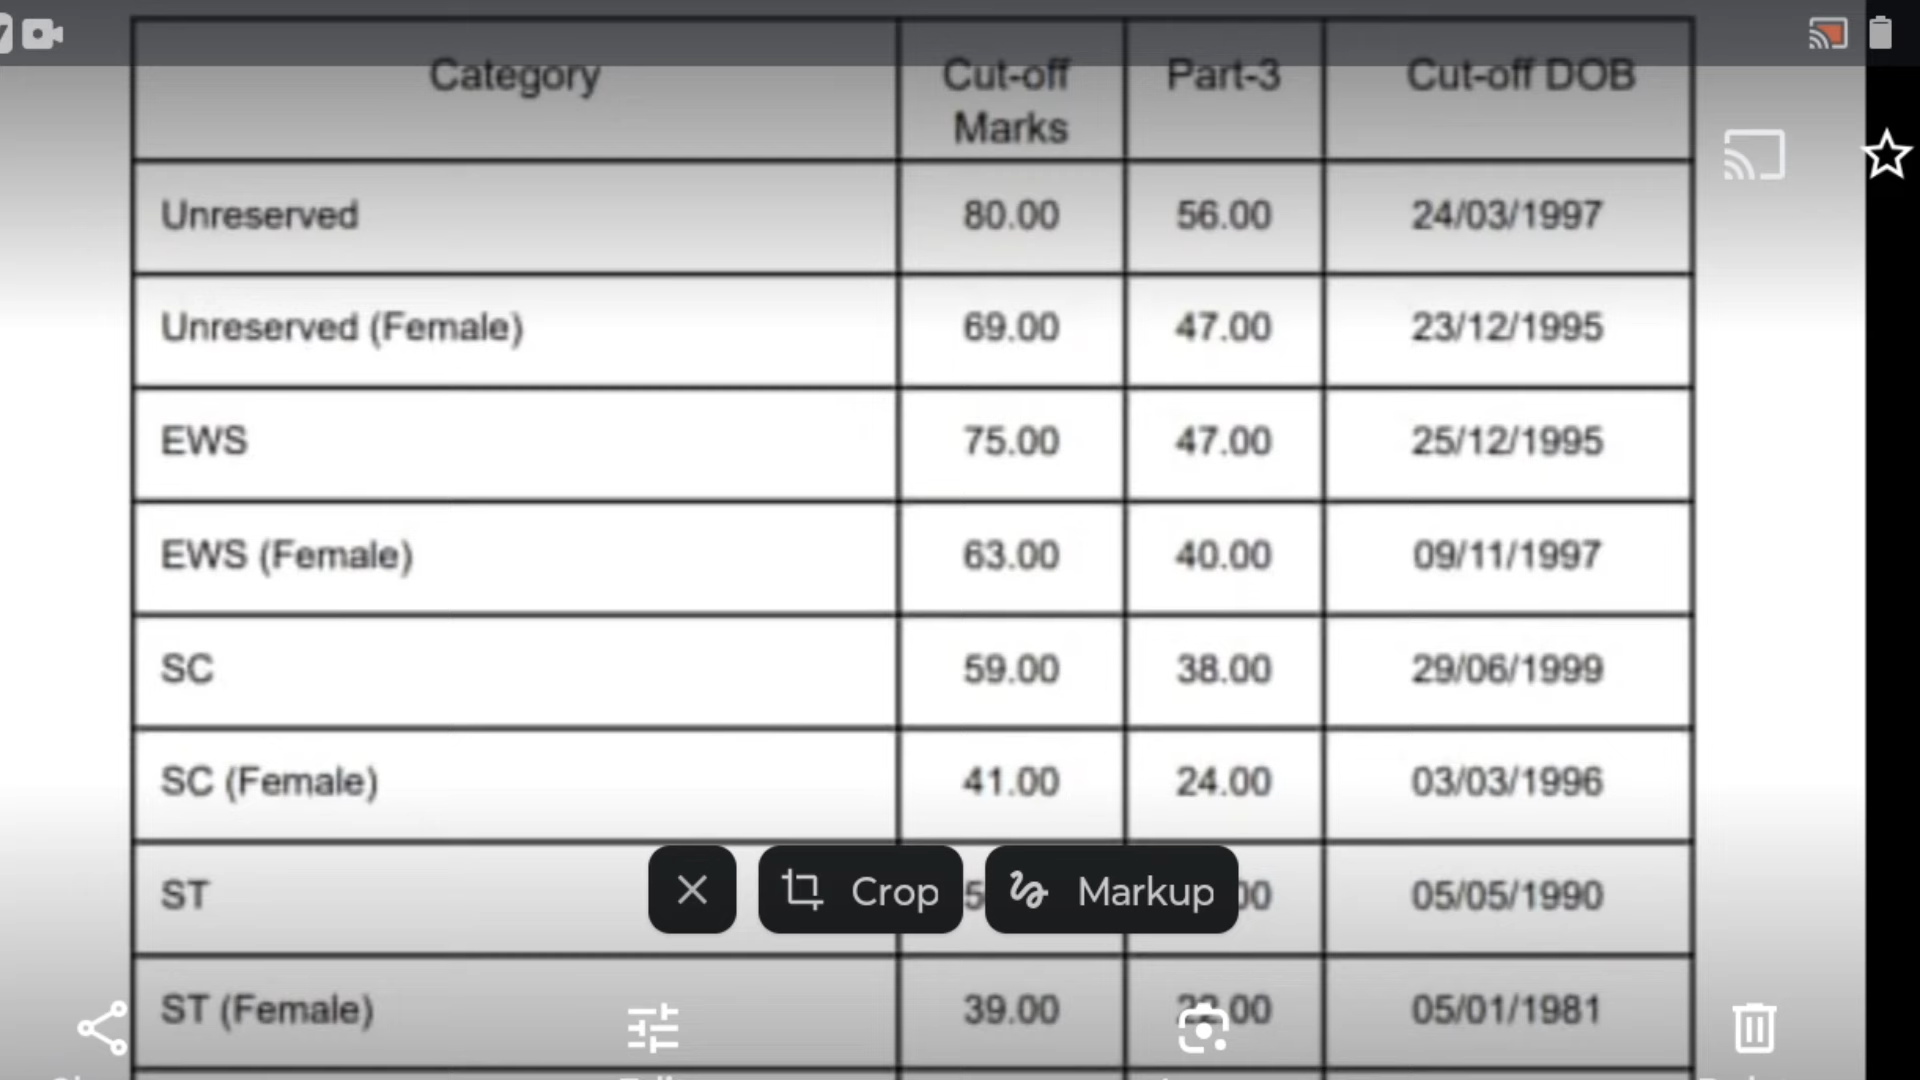 Category Cut-off Marks Part-3 Cut-off DOB
Unreserved 80.00 56.00 24/03/1997
Unreserved (Female) 69.00 47.00 23/12/1995
EWS 75.00 47.00 25/12/1995
EWS (Female) 63.00 40.00 09/11/1997
SC 59.00 38.00 29/06/1999
SC (Female) 41.00 24.00 03/03/1996
ST 05/05/1990
Crop Markup
ST (Female) 39.00 05/01/1981